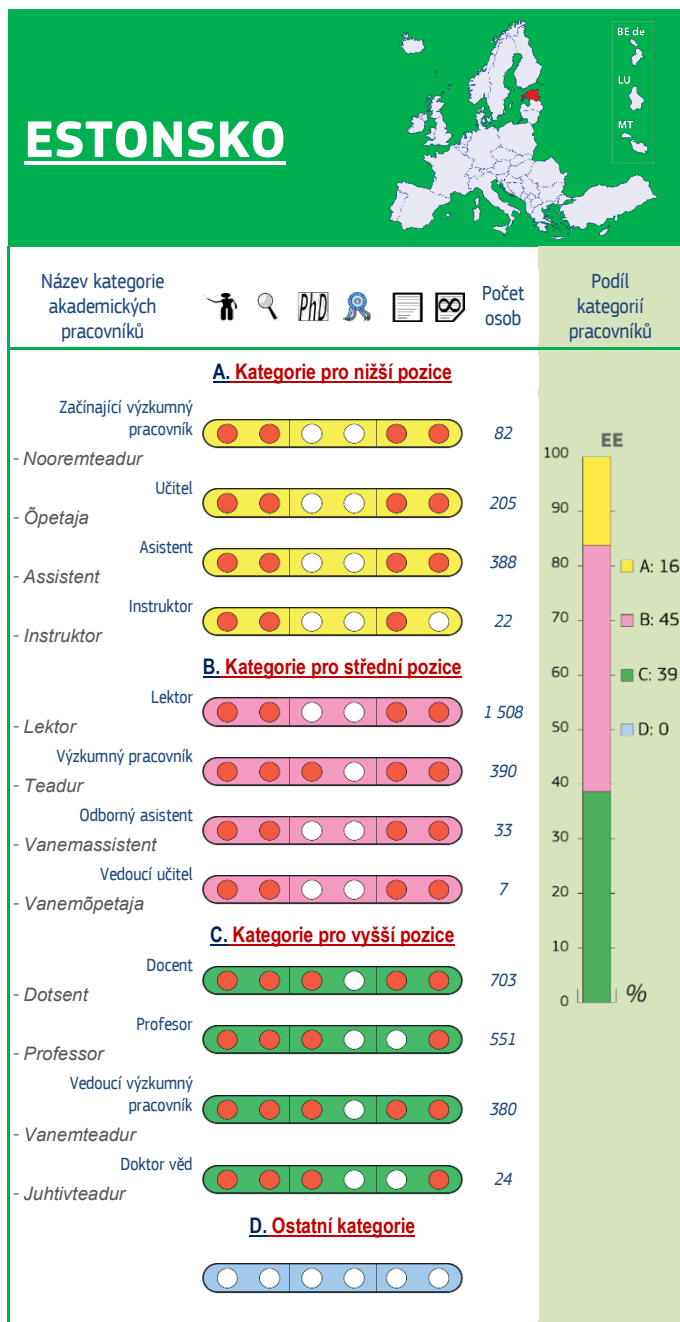 ESTONSKO
BE de
LU
MT
Název kategorie
akademických
pracovníků
PhD
Počet
osob
Podíl
kategorií
pracovníků
A. Kategorie pro nižší pozice
Začínající výzkumný
pracovník
82
- Nooremteadur
Učitel
205
- Õpetaja
Asistent
388
- Assistent
Instruktor
22
- Instruktor
B. Kategorie pro střední pozice
Lektor
1 508
- Lektor
Výzkumný pracovník
390
- Teadur
Odborný asistent
33
- Vanemassistent
Vedoucí učitel
7
- Vanemõpetaja
C. Kategorie pro vyšší pozice
Docent
703
- Dotsent
Profesor
551
- Professor
Vedoucí výzkumný
pracovník
380
- Vanemteadur
Doktor věd
24
- Juhtivteadur
D. Ostatní kategorie
EE
100
90
80
70
60
50
40
30
20
10
0
%
A: 16
B: 45
C: 39
D: 0